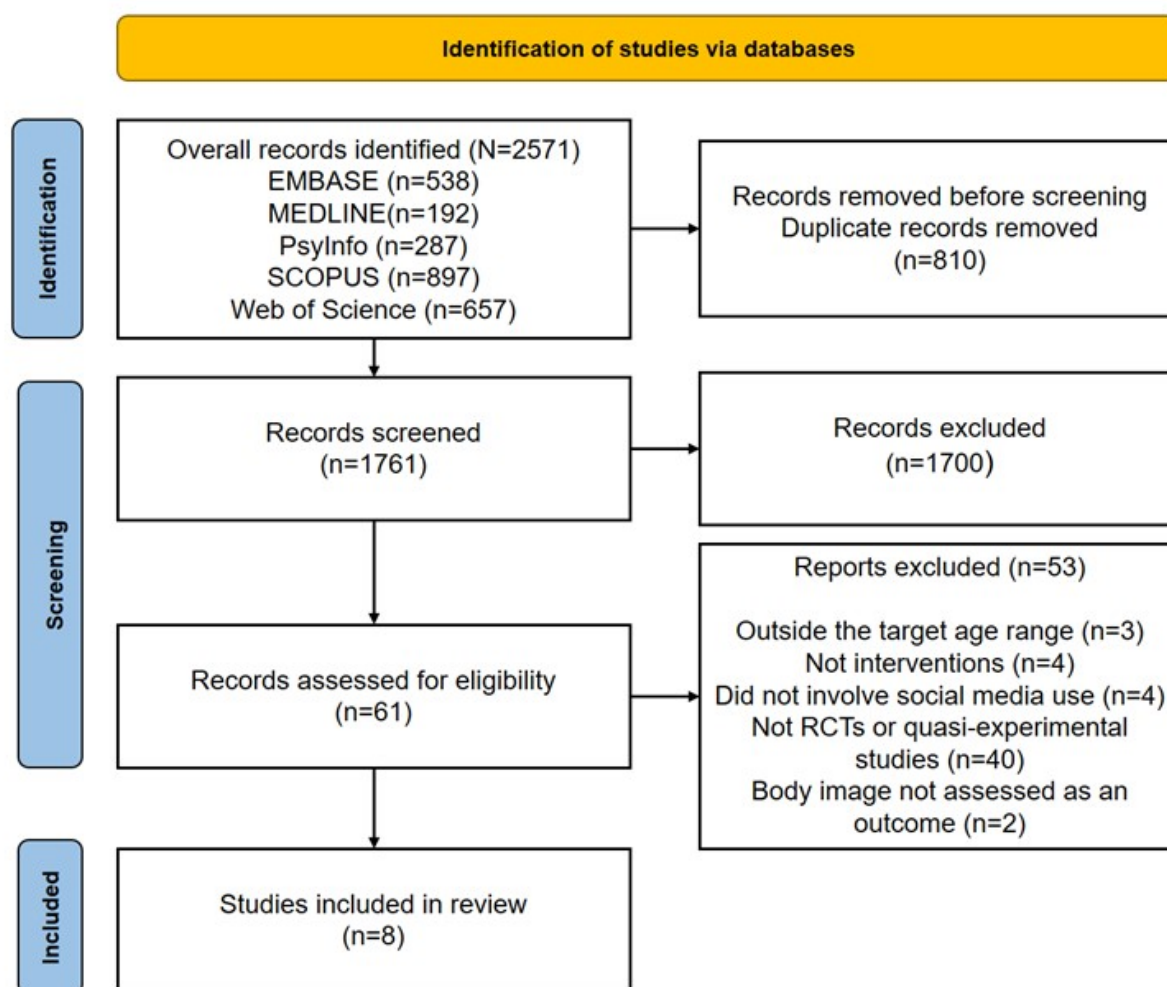 Identification of studies via databases
Identification
Overall records identified (N=2571)
EMBASE (n=538)
MEDLINE(n=192)
PsyInfo (n=287)
SCOPUS (n=897)
Web of Science (n=657)
Records removed before screening
Duplicate records removed
(n=810)
Screening
Records screened
(n=1761)
Records excluded
(n=1700)
Records assessed for eligibility
(n=61)
Reports excluded (n=53)
Outside the target age range (n=3)
Not interventions (n=4)
Did not involve social media use (n=4)
Not RCTs or quasi-experimental
studies (n=40)
Body image not assessed as an
outcome (n=2)
Included
Studies included in review
(n=8)